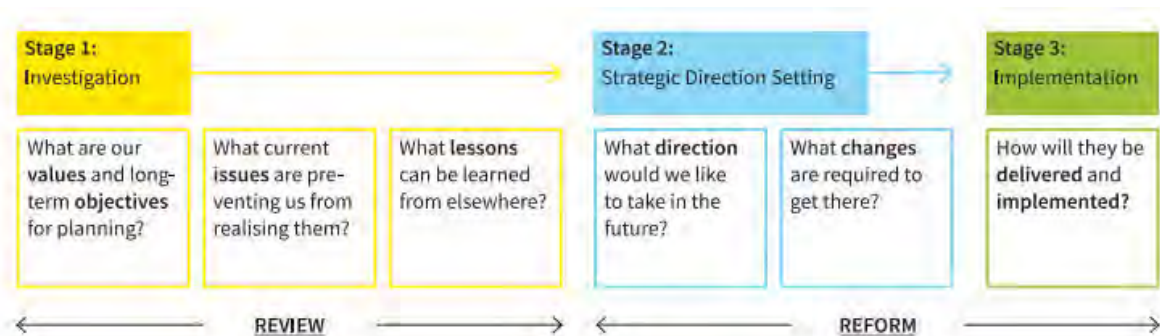 Stage 1:
Investigation
Stage 2:
Strategic Direction Setting
Stage 3:
Implementation
What are our
values and long-
term objectives
for planning?
What current
issues are pre-
venting us from
realising them?
What lessons
can be learned
from elsewhere?
What direction
would we like
to take in the
future?
What changes
are required to
get there?
How will they be
delivered and
implemented?
REVIEW
REFORM